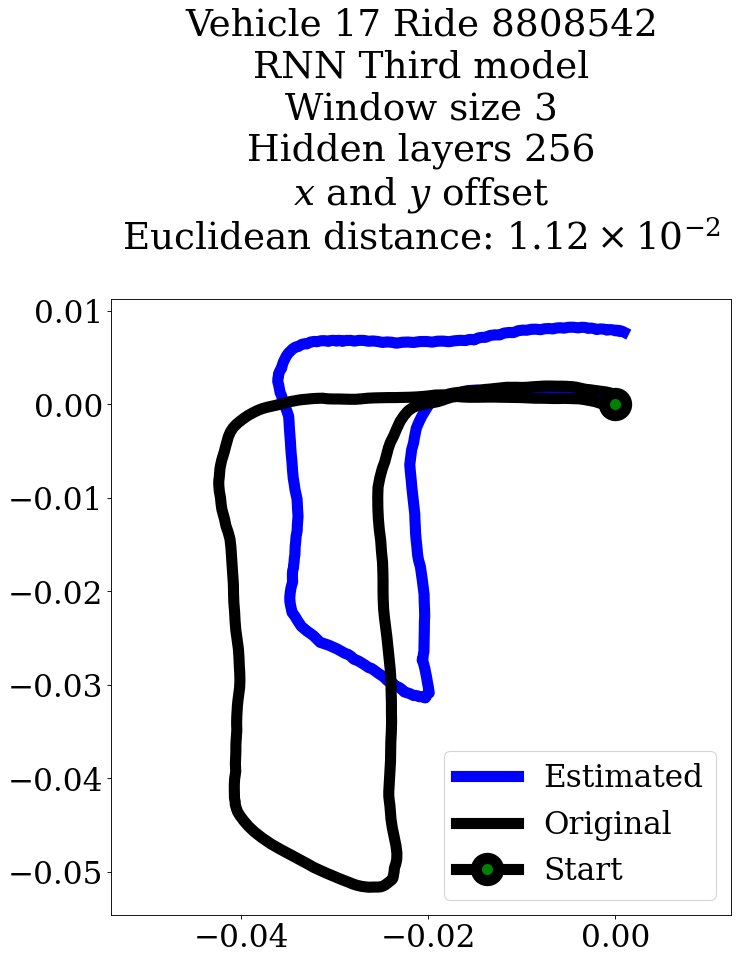 Vehicle 17 Ride 8808542
RNN Third model
Window size 3
Hidden layers 256
x and y offset
Euclidean distance: 1.12 × 10⁻²
0.01
0.00
−0.01
−0.02
−0.03
−0.04
−0.05
Estimated
Original
Start
−0.04 −0.02 0.00